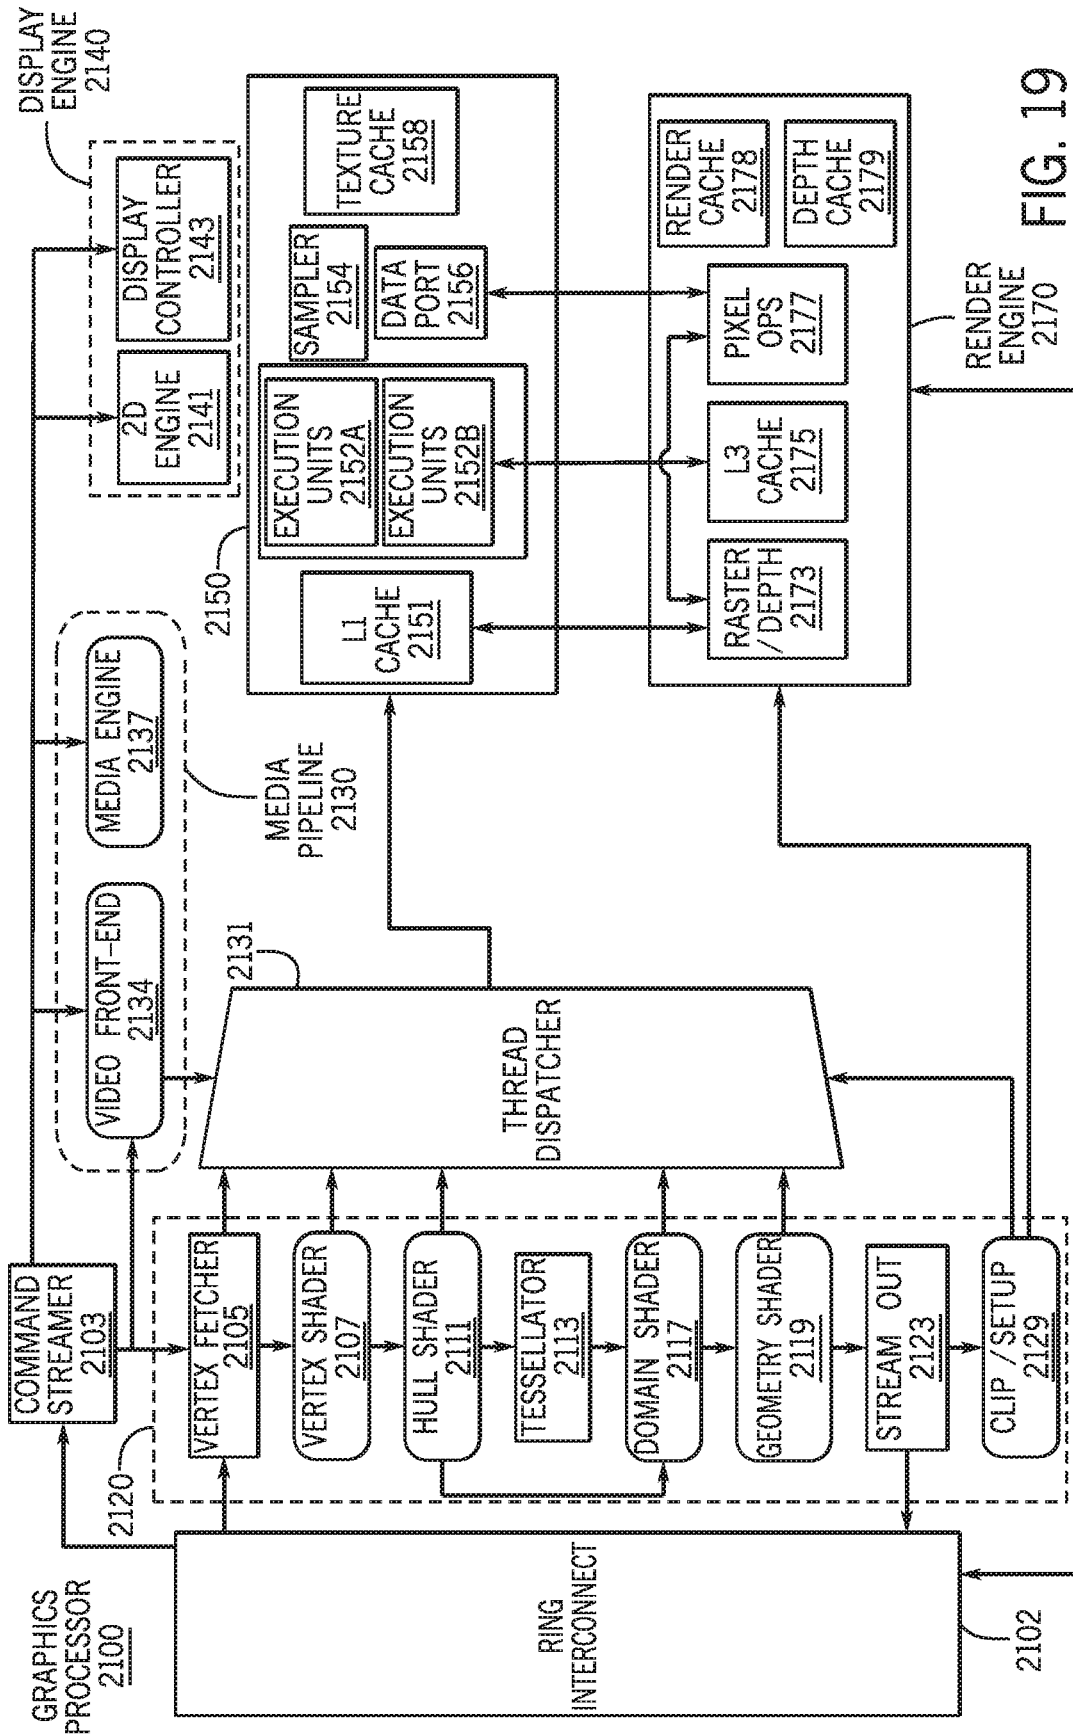 GRAPHICS
PROCESSOR
2100
2120
COMMAND
STREAMER
2103
VIDEO FRONT-END
2134
MEDIA ENGINE
2137
MEDIA
PIPELINE
2130
2D
ENGINE
2141
DISPLAY
CONTROLLER
2143
DISPLAY
ENGINE
2140
RING
INTERCONNECT
2102
VERTEX FETCHER
2105
VERTEX SHADER
2107
HULL SHADER
2111
TESSELLATOR
2113
DOMAIN SHADER
2117
GEOMETRY SHADER
2119
STREAM OUT
2123
CLIP/SETUP
2129
THREAD
DISPATCHER
2131
2150
L1
CACHE
2151
EXECUTION
UNITS
2152A
EXECUTION
UNITS
2152B
SAMPLER
2154
DATA
PORT
2156
TEXTURE
CACHE
2158
RASTER
/DEPTH
2173
L3
CACHE
2175
PIXEL
OPS
2177
RENDER
CACHE
2178
DEPTH
CACHE
2179
RENDER
ENGINE
2170
FIG. 19